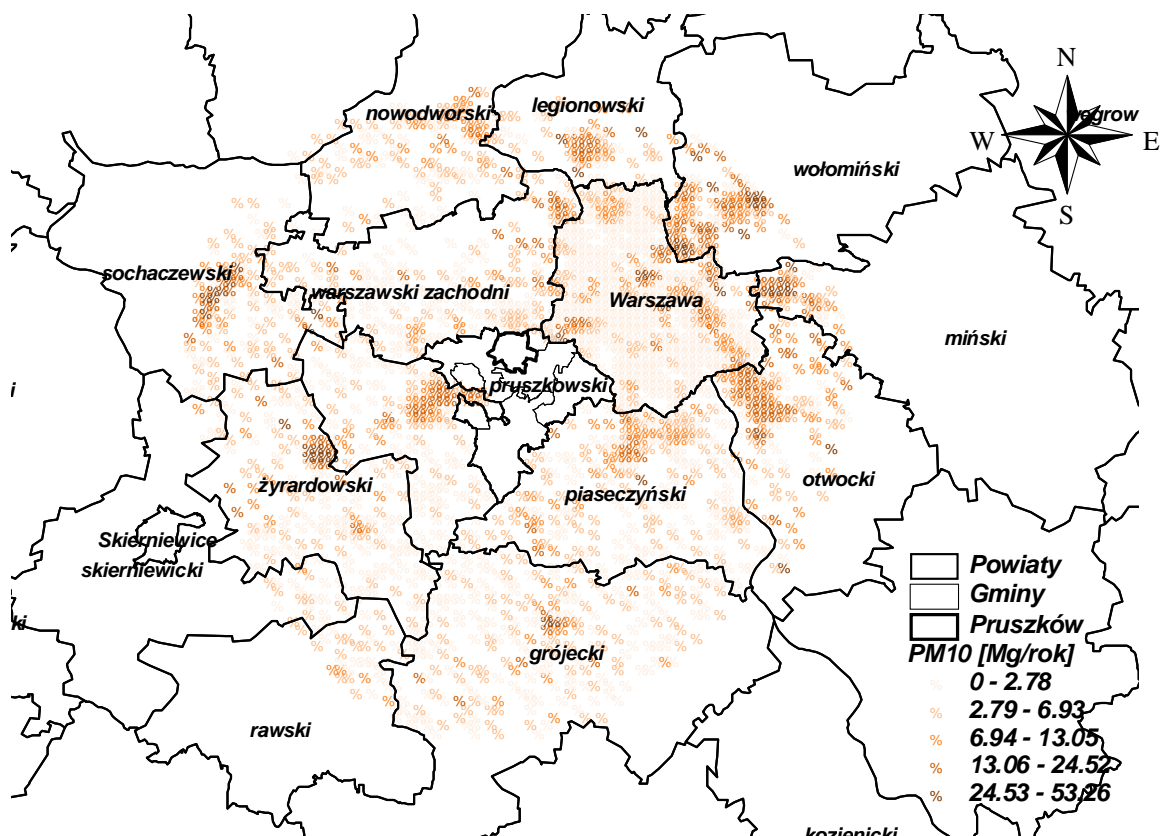 N
legionowski
nowodworski
W
E
wołomiński
S
sochaczewski
warszawski zachodni
Warszawa
miński
pruszkowski
żyrardowski
piaseczyński
otwocki
Skierniewice
skierniewicki
Powiaty
Gminy
Pruszków
PM10 [Mg/rok]
0 - 2.78
2.79 - 6.93
6.94 - 13.05
13.06 - 24.52
24.53 - 53.26
grójecki
rawski
kozienicki